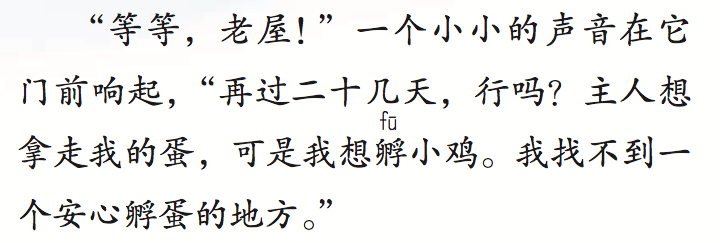 “等等，老屋！”一个小小的声音在它
门前响起，“再过二十几天，行吗？主人想
fū
拿走我的蛋，可是我想孵小鸡。我找不到一
个安心孵蛋的地方。”